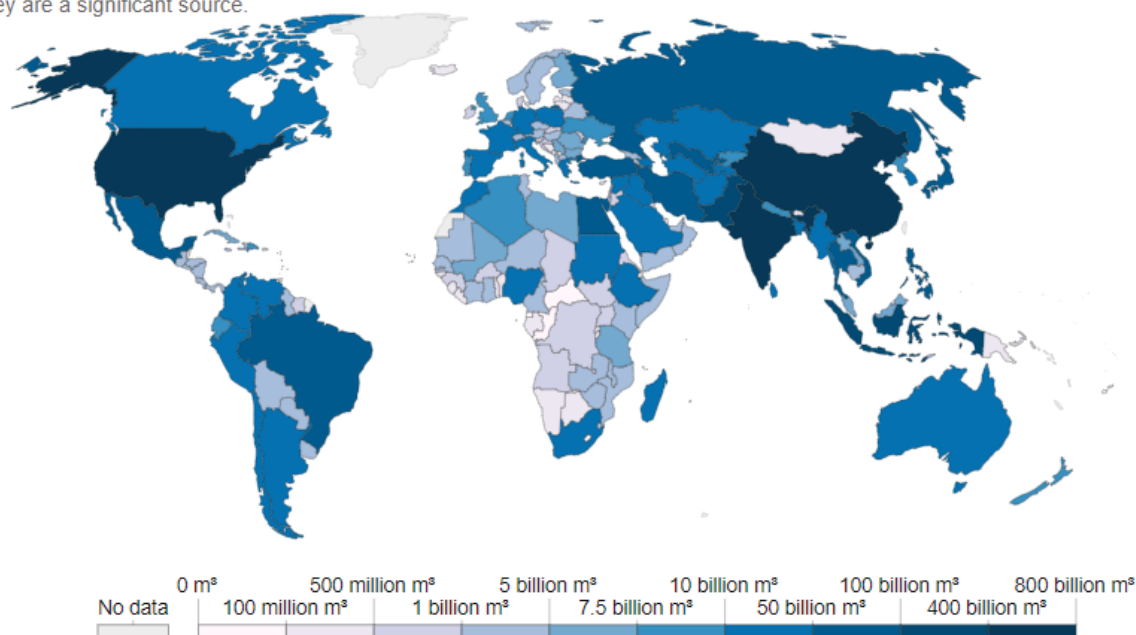 ey are a significant source.
0 m³ 500 million m³ 5 billion m³ 10 billion m³ 100 billion m³ 800 billion m³
No data 100 million m³ 1 billion m³ 7.5 billion m³ 50 billion m³ 400 billion m³